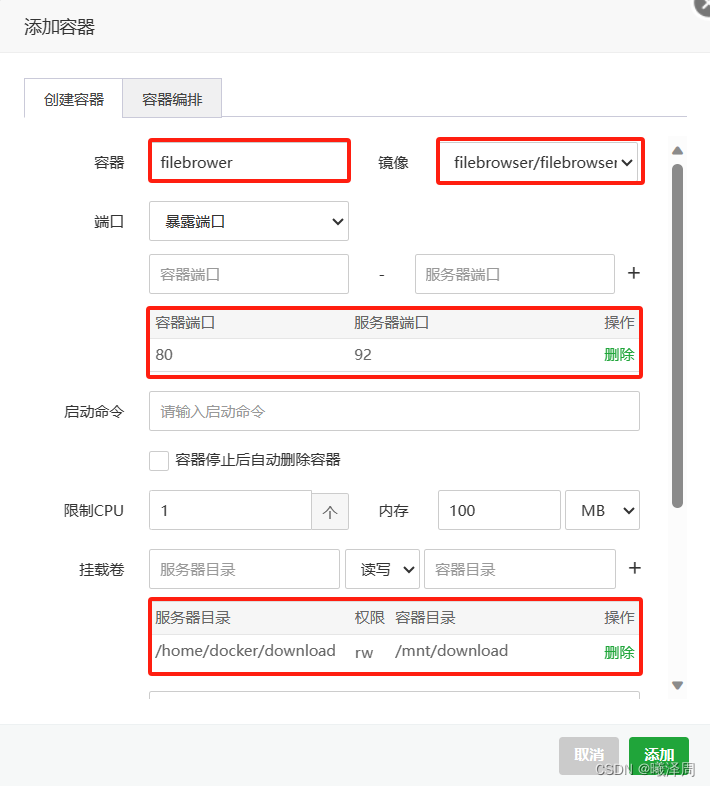 添加容器
创建容器 容器编排
容器 filebrower 镜像 filebrowser/filebrowser
端口 暴露端口
容器端口 - 服务器端口 +
容器端口 服务器端口 操作
80 92 删除
启动命令 请输入启动命令
容器停止后自动删除容器
限制CPU 1 个 内存 100 MB
挂载卷 服务器目录 读写 容器目录 +
服务器目录 权限 容器目录 操作
/home/docker/download rw /mnt/download 删除
取消 添加
CSDN @曦泽周